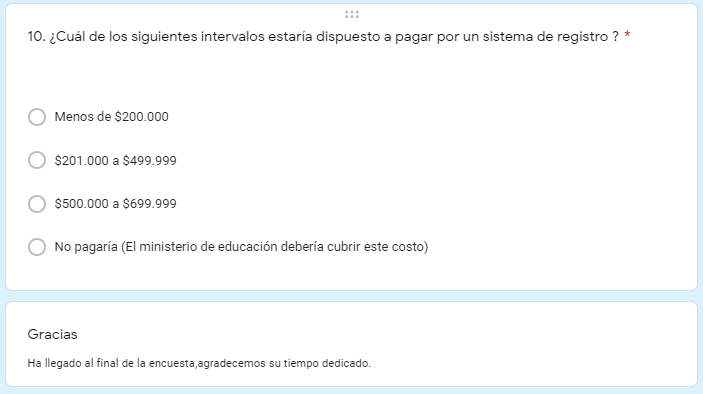 10. ¿Cuál de los siguientes intervalos estaría dispuesto a pagar por un sistema de registro ? *
Menos de $200.000
$201.000 a $499.999
$500.000 a $699.999
No pagaría (El ministerio de educación debería cubrir este costo)
Gracias
Ha llegado al final de la encuesta,agradecemos su tiempo dedicado.